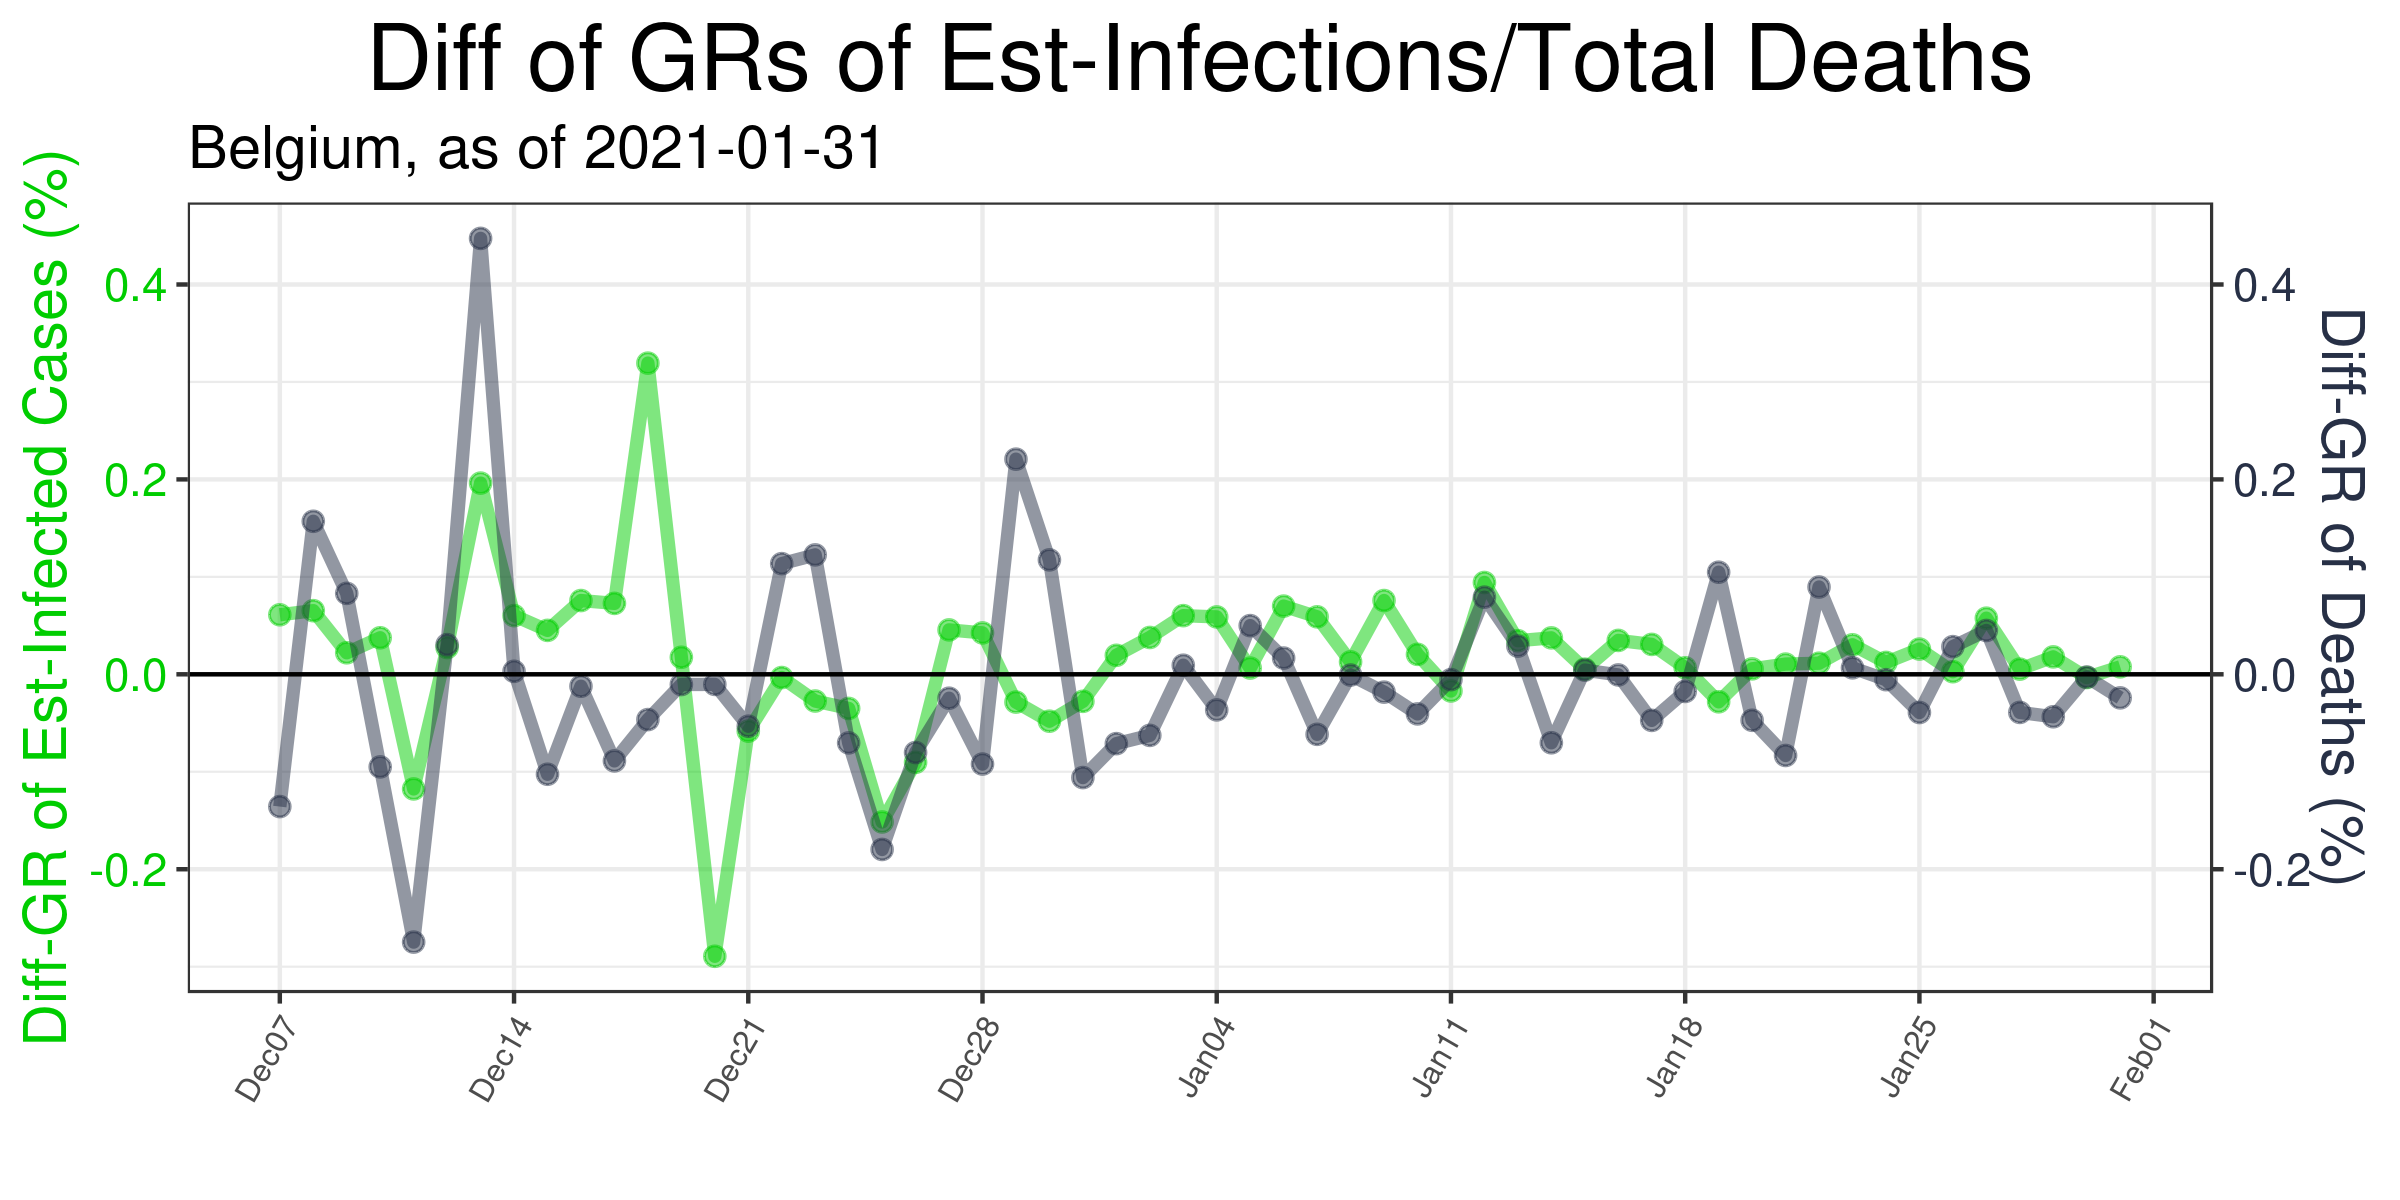 Diff of GRs of Est-Infections/Total Deaths
Belgium, as of 2021-01-31
Diff-GR of Est-Infected Cases (%)
0.4
0.2
0.0
-0.2
0.4
0.2
0.0
-0.2
Diff-GR of Deaths (%)
Dec07
Dec14
Dec21
Dec28
Jan04
Jan11
Jan18
Jan25
Feb01